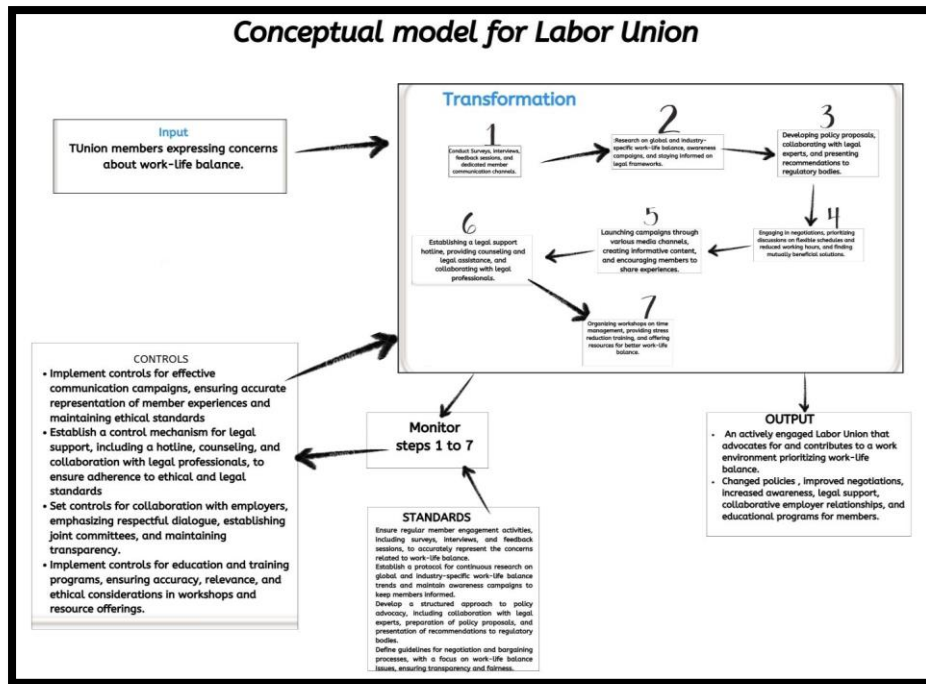 Conceptual model for Labor Union
Input
TUnion members expressing concerns
about work-life balance.
Transformation
1
Conduct Surveys, interviews,
feedback sessions, and
dedicated member
communication channels.
2
Research on global and industry-
specific work-life balance, awareness
campaigns, and staying informed on
legal frameworks.
3
Developing policy proposals,
collaborating with legal
experts, and presenting
recommendations to
regulatory bodies.
4
Engaging in negotiations, prioritizing
discussions on flexible schedules and
reduced working hours, and finding
mutually beneficial solutions.
5
Launching campaigns through
various media channels,
creating informative content,
and encouraging members to
share experiences.
6
Establishing a legal support
hotline, providing counseling and
legal assistance, and
collaborating with legal
professionals.
7
Organizing workshops on time
management, providing stress
reduction training, and offering
resources for better work-life
balance.
CONTROLS
• Implement controls for effective
communication campaigns, ensuring accurate
representation of member experiences and
maintaining ethical standards
• Establish a control mechanism for legal
support, including a hotline, counseling, and
collaboration with legal professionals, to
ensure adherence to ethical and legal
standards
• Set controls for collaboration with employers,
emphasizing respectful dialogue, establishing
joint committees, and maintaining
transparency.
• Implement controls for education and training
programs, ensuring accuracy, relevance, and
ethical considerations in workshops and
resource offerings.
Monitor
steps 1 to 7
STANDARDS
Ensure regular member engagement activities,
including surveys, interviews, and feedback
sessions, to accurately represent the concerns
related to work-life balance.
Establish a protocol for continuous research on
global and industry-specific work-life balance
trends and maintain awareness campaigns to
keep members informed.
Develop a structured approach to policy
advocacy, including collaboration with legal
experts, preparation of policy proposals, and
presentation of recommendations to regulatory
bodies.
Define guidelines for negotiation and bargaining
processes, with a focus on work-life balance
issues, ensuring transparency and fairness.
OUTPUT
- An actively engaged Labor Union that
advocates for and contributes to a work
environment prioritizing work-life
balance.
- Changed policies , improved negotiations,
increased awareness, legal support,
collaborative employer relationships, and
educational programs for members.